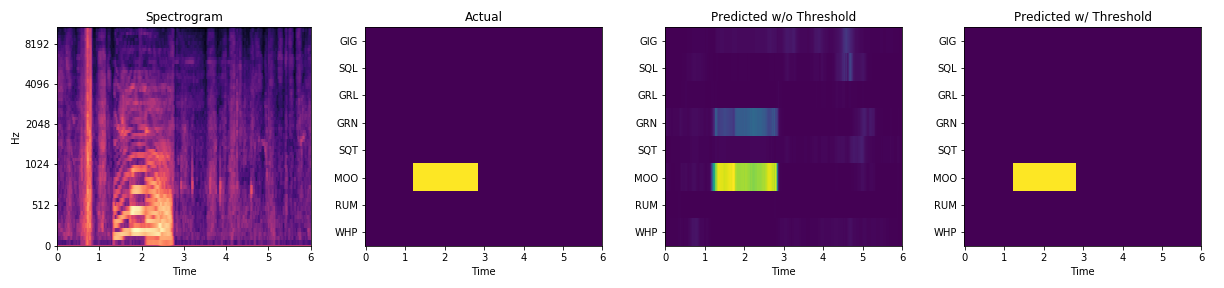 Spectrogram
8192
4096
2048
1024
512
0
Hz
0 1 2 3 4 5 6
Time
Actual
GIG
SQL
GRL
GRN
SQT
MOO
RUM
WHP
0 1 2 3 4 5 6
Time
Predicted w/o Threshold
GIG
SQL
GRL
GRN
SQT
MOO
RUM
WHP
0 1 2 3 4 5 6
Time
Predicted w/ Threshold
GIG
SQL
GRL
GRN
SQT
MOO
RUM
WHP
0 1 2 3 4 5 6
Time